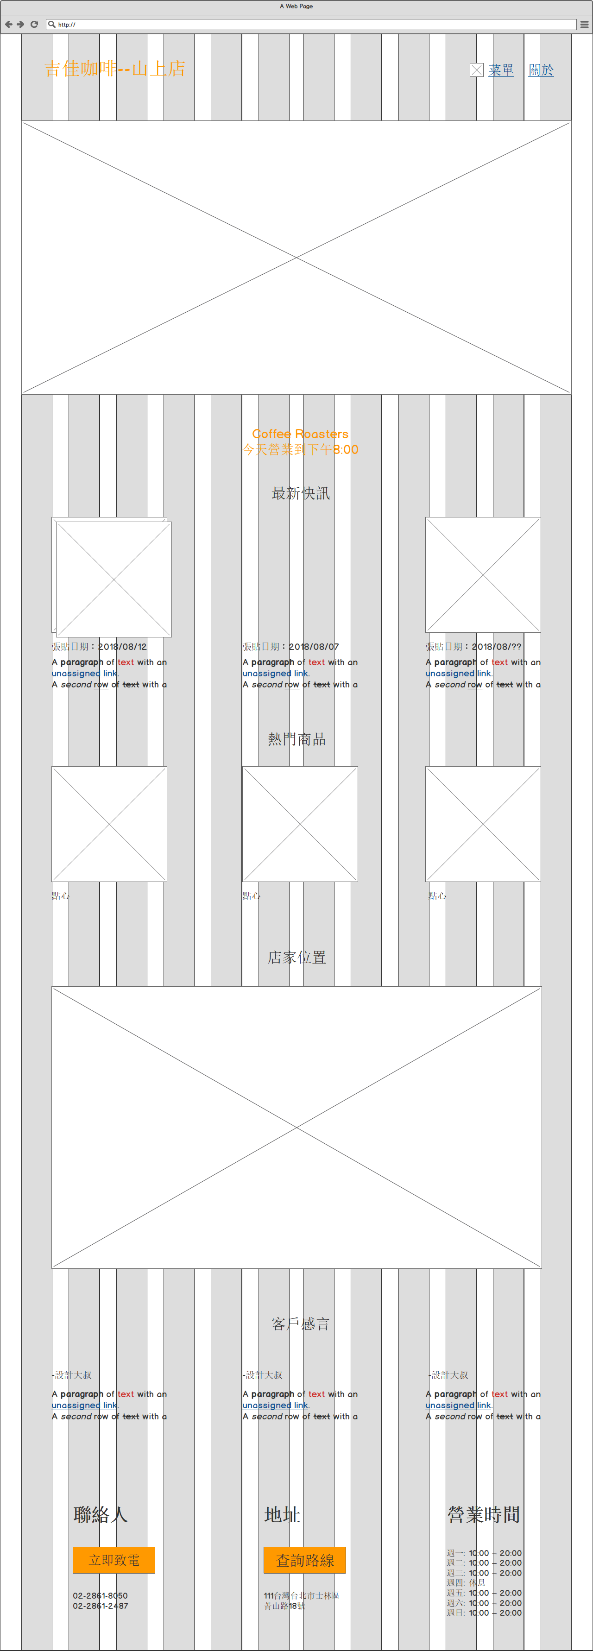 A Web Page
http://
吉佳咖啡--山上店
菜單 關於
Coffee Roasters
今天營業到下午8:00
最新快訊
張貼日期：2018/08/12
A paragraph of text with an
unassigned link.
A second row of text with a
張貼日期：2018/08/07
A paragraph of text with an
unassigned link.
A second row of text with a
張貼日期：2018/08/??
A paragraph of text with an
unassigned link.
A second row of text with a
熱門商品
點心
點心
點心
店家位置
客戶感言
-設計大叔
A paragraph of text with an
unassigned link.
A second row of text with a
-設計大叔
A paragraph of text with an
unassigned link.
A second row of text with a
-設計大叔
A paragraph of text with an
unassigned link.
A second row of text with a
聯絡人
立即致電
02-2861-8050
02-2861-2487
地址
查詢路線
111台灣台北市士林區
菁山路18號
營業時間
週一: 10:00 – 20:00
週二: 10:00 – 20:00
週三: 10:00 – 20:00
週四: 休息
週五: 10:00 – 20:00
週六: 10:00 – 20:00
週日: 10:00 – 20:00